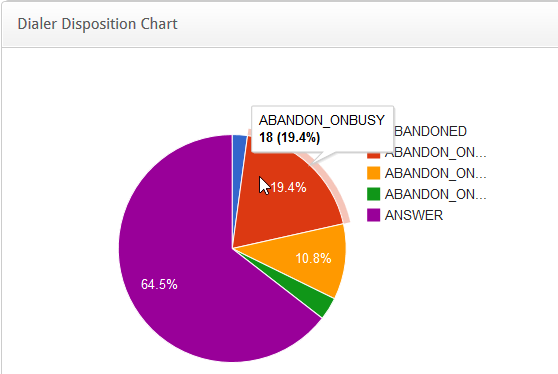 Dialer Disposition Chart
ABANDON_ONBUSY
18 (19.4%)
ABANDONED
ABANDON_ON...
ABANDON_ON...
ABANDON_ON...
ANSWER
19.4%
10.8%
64.5%